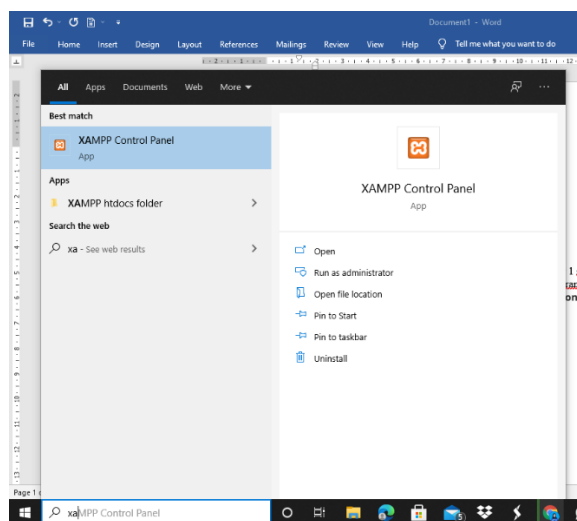 Document1 - Word
File Home Insert Design Layout References Mailings Review View Help Tell me what you want to do
All Apps Documents Web More
Best match
XAMPP Control Panel
App
Apps
XAMPP htdocs folder
Search the web
xa - See web results
XAMPP Control Panel
App
Open
Run as administrator
Open file location
Pin to Start
Pin to taskbar
Uninstall
Page 1
xaMPP Control Panel